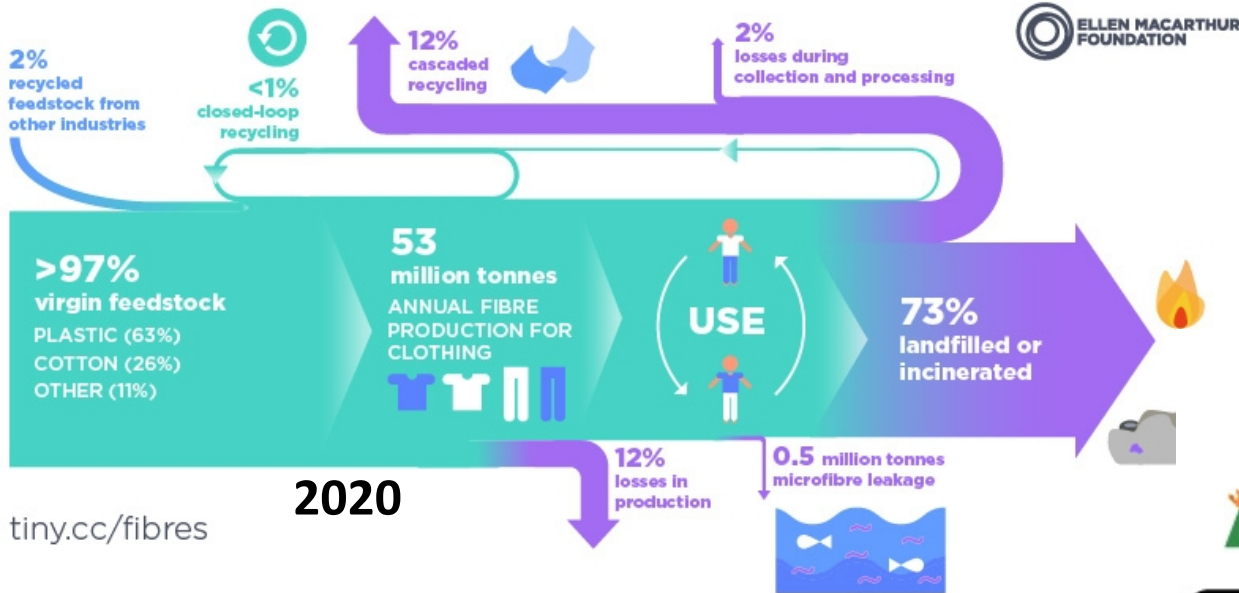 2%
recycled
feedstock from
other industries
<1%
closed-loop
recycling
12%
cascaded
recycling
2%
losses during
collection and processing
ELLEN MACARTHUR
FOUNDATION
>97%
virgin feedstock
PLASTIC (63%)
COTTON (26%)
OTHER (11%)
53
million tonnes
ANNUAL FIBRE
PRODUCTION FOR
CLOTHING
USE
73%
landfilled or
incinerated
12%
losses in
production
0.5 million tonnes
microfibre leakage
2020
tiny.cc/fibres